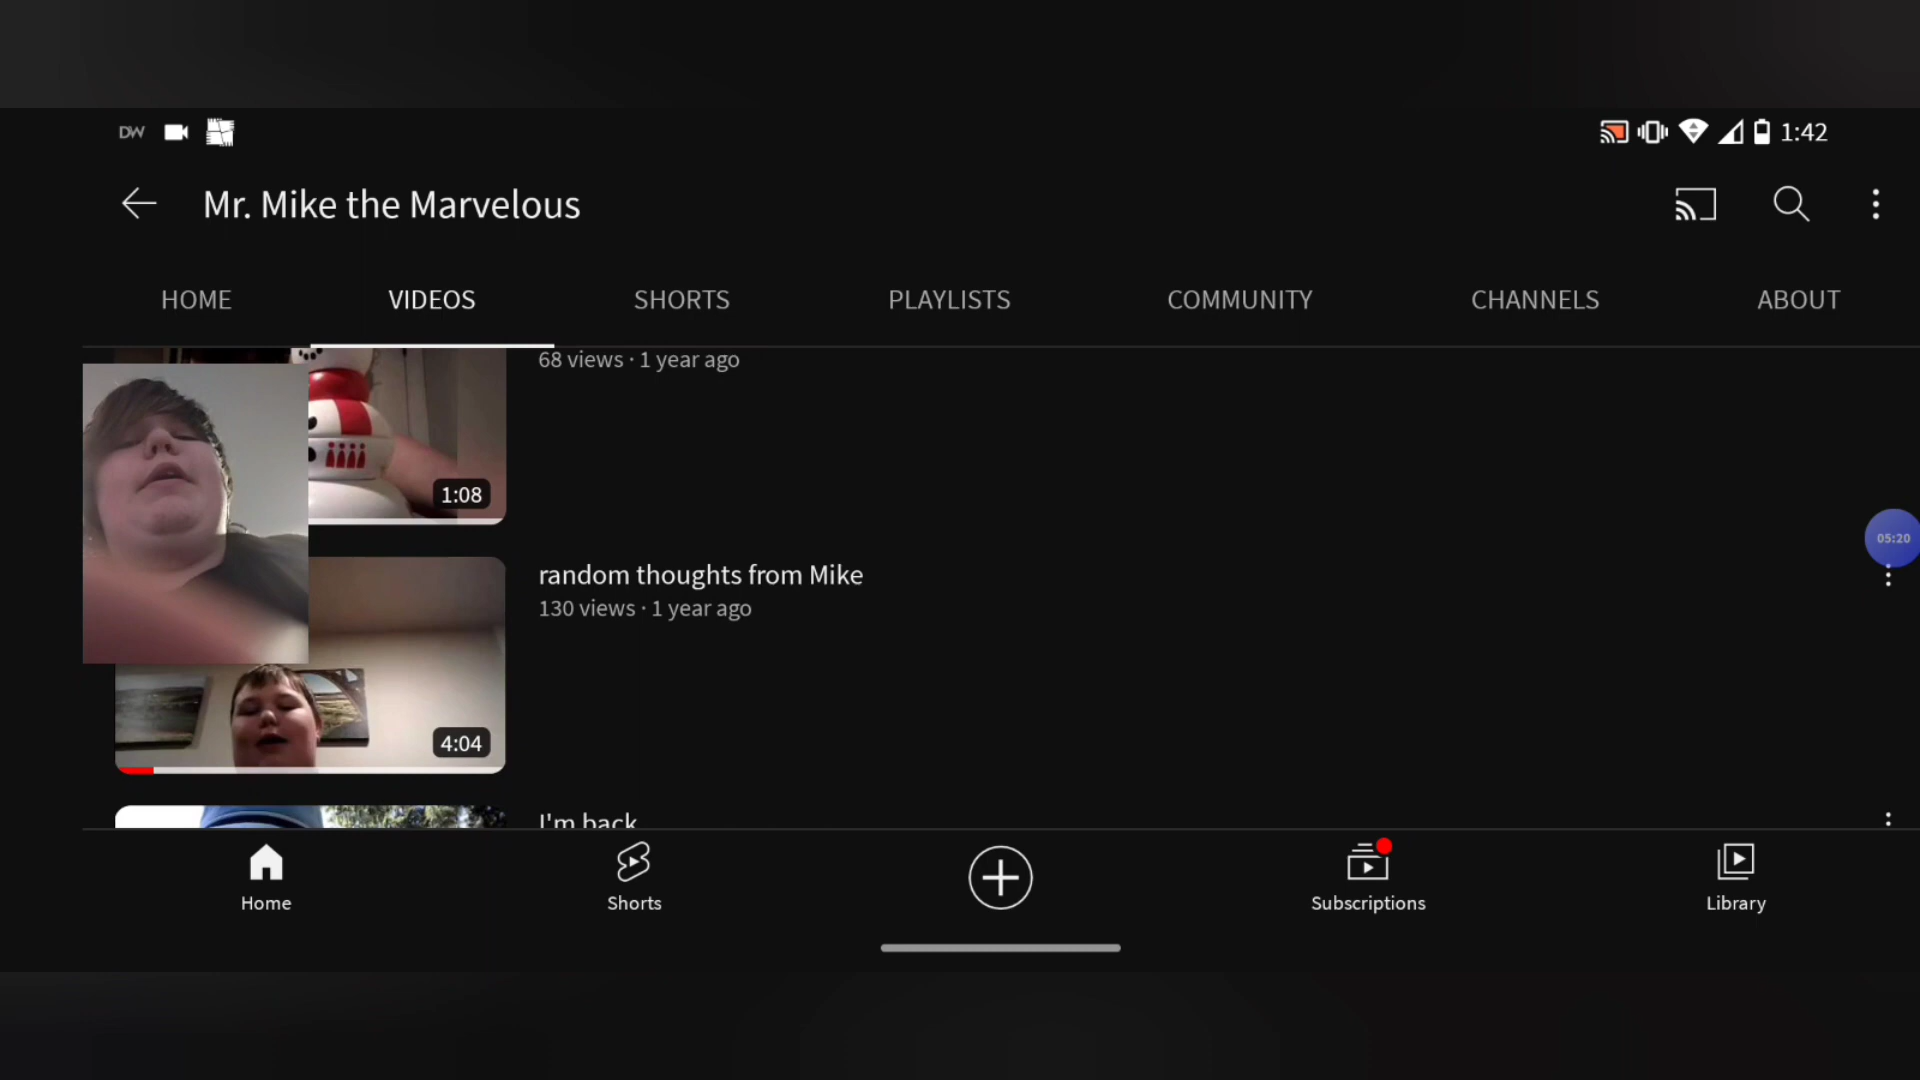 DW
1:42
Mr. Mike the Marvelous
HOME
VIDEOS
SHORTS
PLAYLISTS
COMMUNITY
CHANNELS
ABOUT
68 views · 1 year ago
1:08
05:20
random thoughts from Mike
130 views · 1 year ago
4:04
I'm back
Home
Shorts
Subscriptions
Library